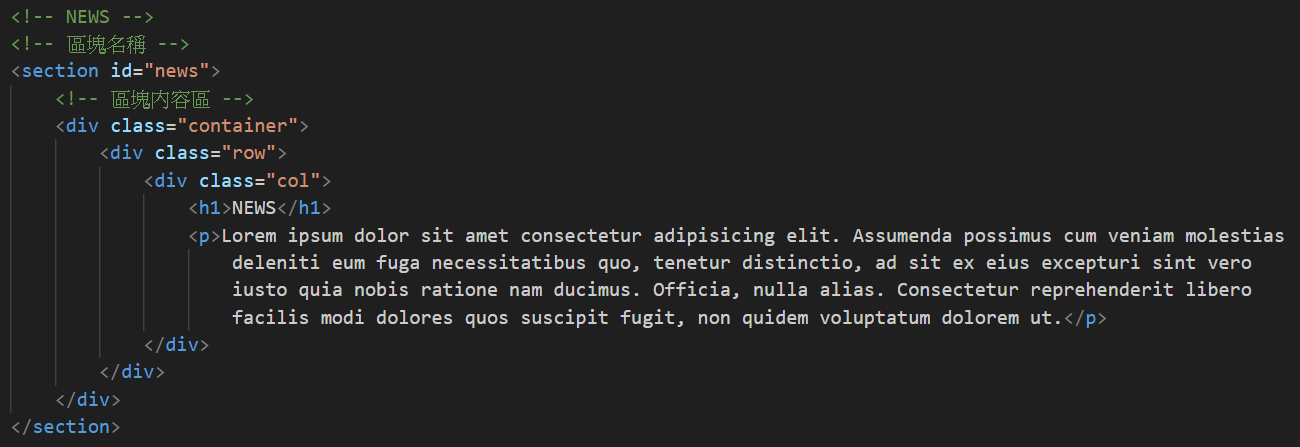 <!-- NEWS -->
<!-- 區塊名稱 -->
<section id="news">
    <!-- 區塊內容區 -->
    <div class="container">
        <div class="row">
            <div class="col">
                <h1>NEWS</h1>
                <p>Lorem ipsum dolor sit amet consectetur adipisicing elit. Assumenda possimus cum veniam molestias
                    deleniti eum fuga necessitatibus quo, tenetur distinctio, ad sit ex eius excepturi sint vero
                    iusto quia nobis ratione nam ducimus. Officia, nulla alias. Consectetur reprehenderit libero
                    facilis modi dolores quos suscipit fugit, non quidem voluptatum dolorem ut.</p>
            </div>
        </div>
    </div>
</section>